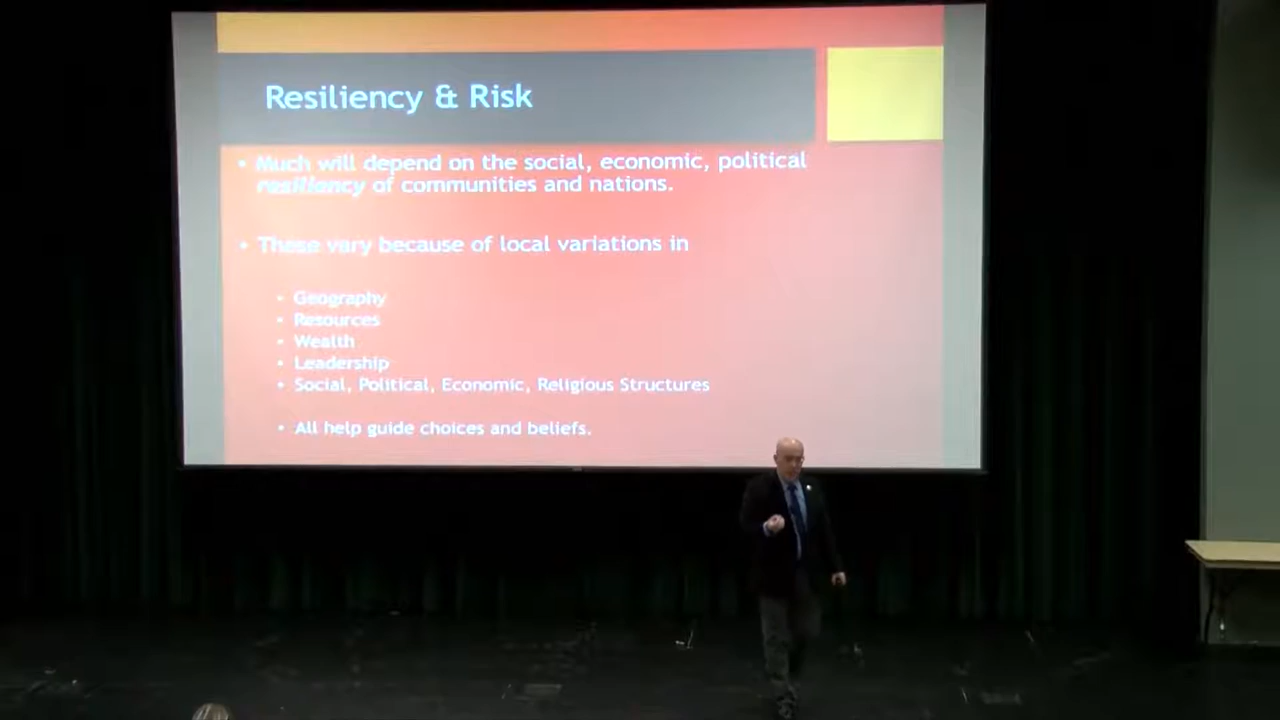 Resiliency & Risk
• Much will depend on the social, economic, political
resiliency of communities and nations.
• These vary because of local variations in
• Geography
• Resources
• Wealth
• Leadership
• Social, Political, Economic, Religious Structures
• All help guide choices and beliefs.